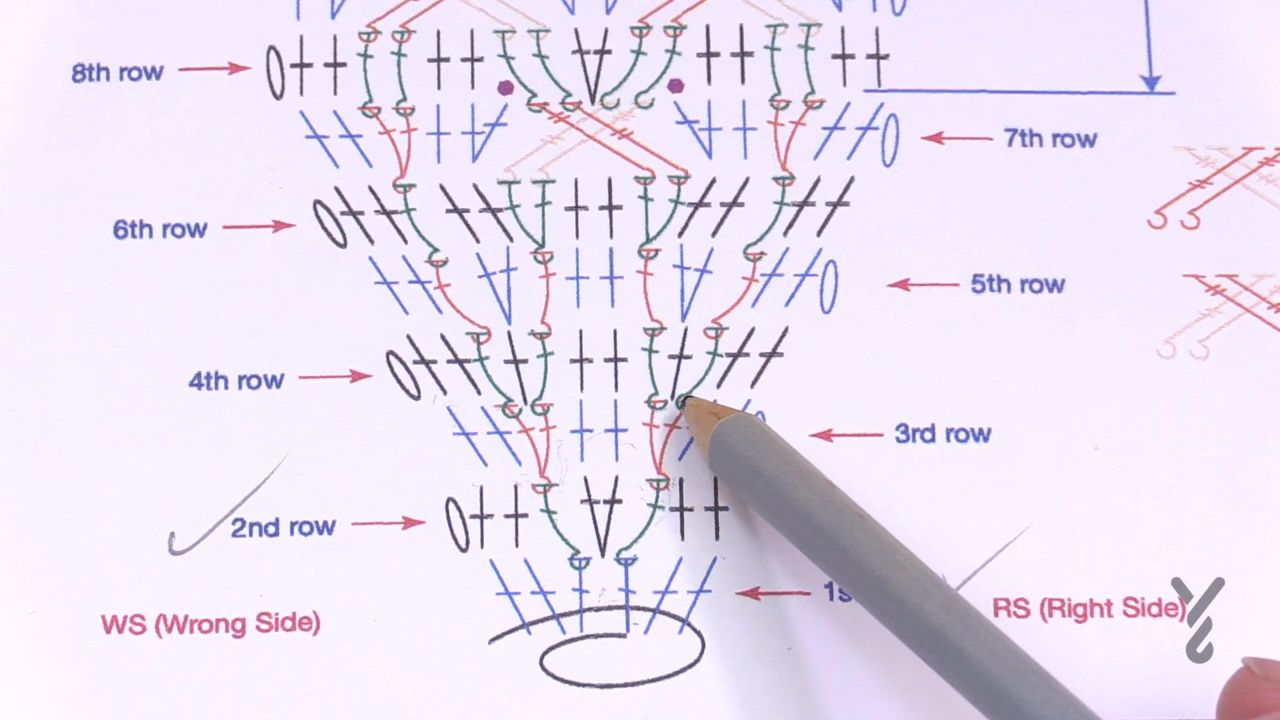 8th row
7th row
6th row
5th row
4th row
3rd row
2nd row
WS (Wrong Side)
RS (Right Side)